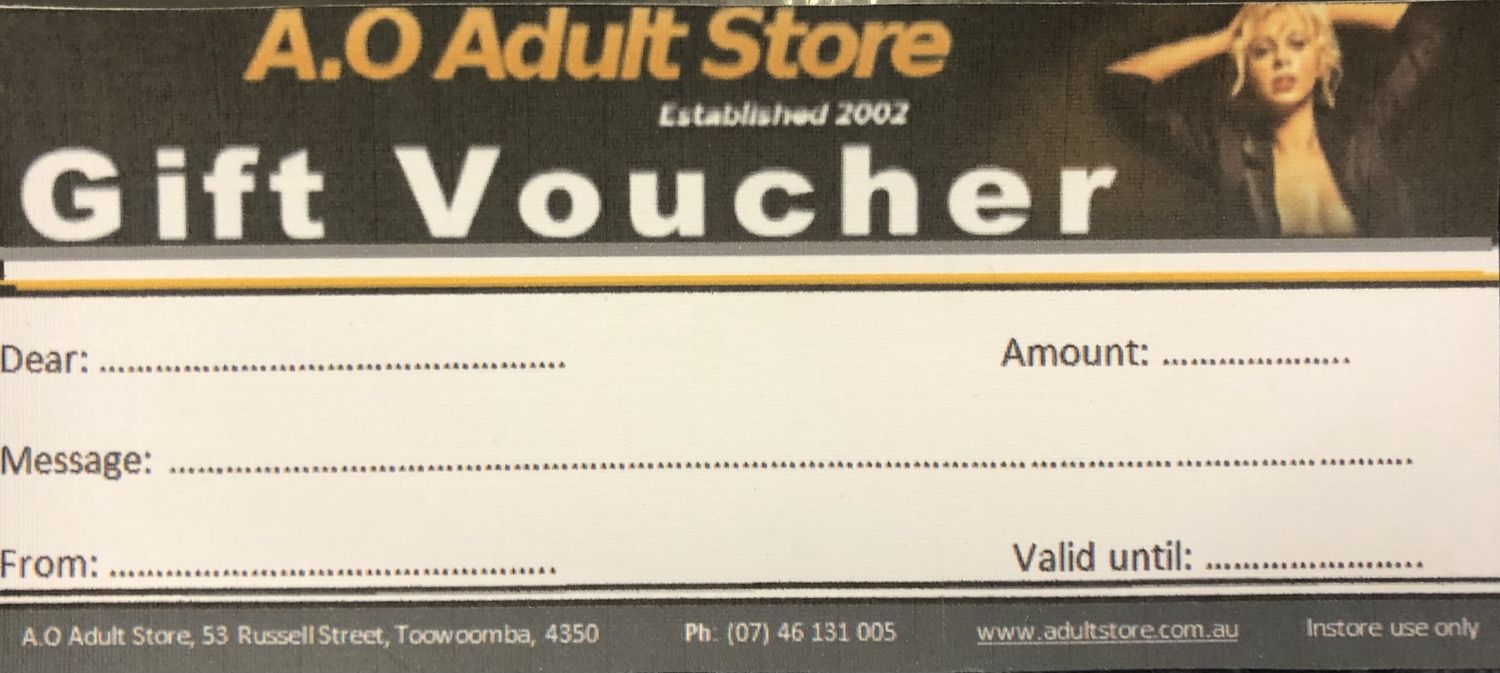 A.O Adult Store
Established 2002
Gift Voucher
Dear: ........................................................ Amount: .....................
Message: ........................................................................................................................................
From: ........................................................ Valid until: ........................
A.O Adult Store, 53 Russell Street, Toowoomba, 4350 Ph: (07) 46 131 005 www.adultstore.com.au Instore use only